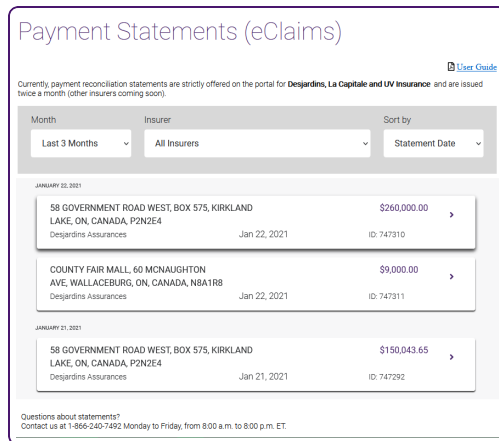 Payment Statements (eClaims)
User Guide
Currently, payment reconciliation statements are strictly offered on the portal for Desjardins, La Capitale and UV Insurance and are issued
twice a month (other insurers coming soon).
Month Insurer Sort by
Last 3 Months All Insurers Statement Date
JANUARY 22, 2021
58 GOVERNMENT ROAD WEST, BOX 575, KIRKLAND $260,000.00
LAKE, ON, CANADA, P2N2E4
Desjardins Assurances Jan 22, 2021 ID: 747310
COUNTY FAIR MALL, 60 MCNAUGHTON $9,000.00
AVE, WALLACEBURG, ON, CANADA, N8A1R8
Desjardins Assurances Jan 22, 2021 ID: 747311
JANUARY 21, 2021
58 GOVERNMENT ROAD WEST, BOX 575, KIRKLAND $150,043.65
LAKE, ON, CANADA, P2N2E4
Desjardins Assurances Jan 21, 2021 ID: 747292
Questions about statements?
Contact us at 1-866-240-7492 Monday to Friday, from 8:00 a.m. to 8:00 p.m. ET.